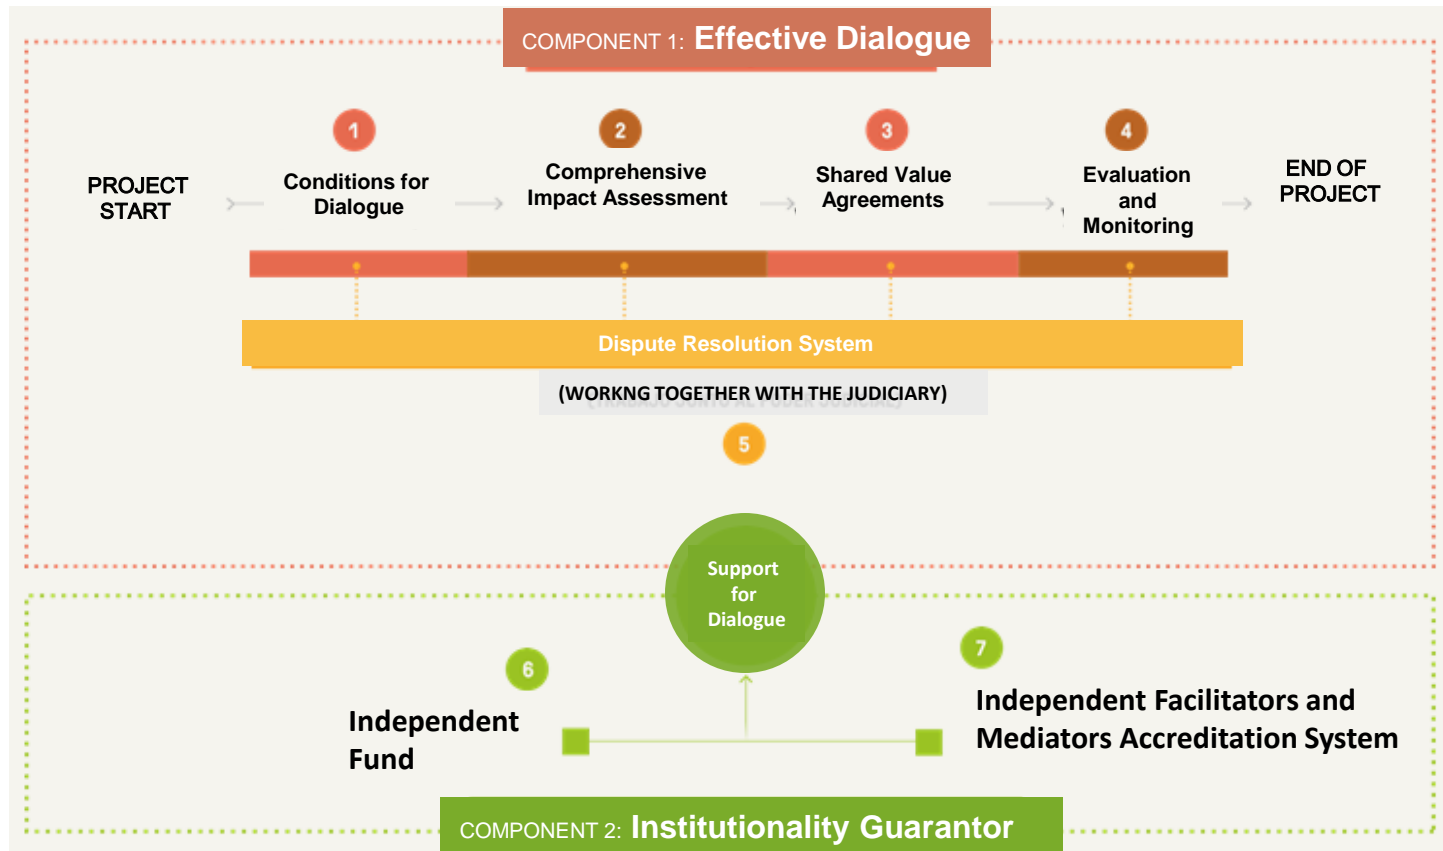 COMPONENT 1: Effective Dialogue
1
2
3
4
PROJECT
START
Conditions for
Dialogue
Comprehensive
Impact Assessment
Shared Value
Agreements
Evaluation
and
Monitoring
END OF
PROJECT
Dispute Resolution System
(WORKNG TOGETHER WITH THE JUDICIARY)
5
Support
for
Dialogue
6
Independent
Fund
7
Independent Facilitators and
Mediators Accreditation System
COMPONENT 2: Institutionality Guarantor